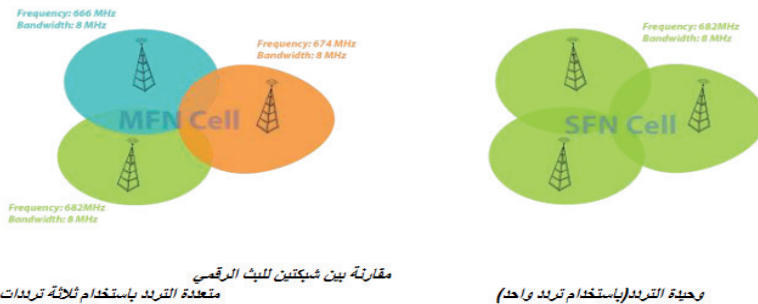 Frequency: 666 MHz
Bandwidth: 8 MHz
Frequency: 674 MHz
Bandwidth: 8 MHz
MFN Cell
Frequency: 682MHz
Bandwidth: 8 MHz
Frequency: 682MHz
Bandwidth: 8 MHz
SFN Cell
مقارنة بين شبكتين للبث الرقمي
متعددة التردد باستخدام ثلاثة ترددات
وحيدة التردد(باستخدام تردد واحد)